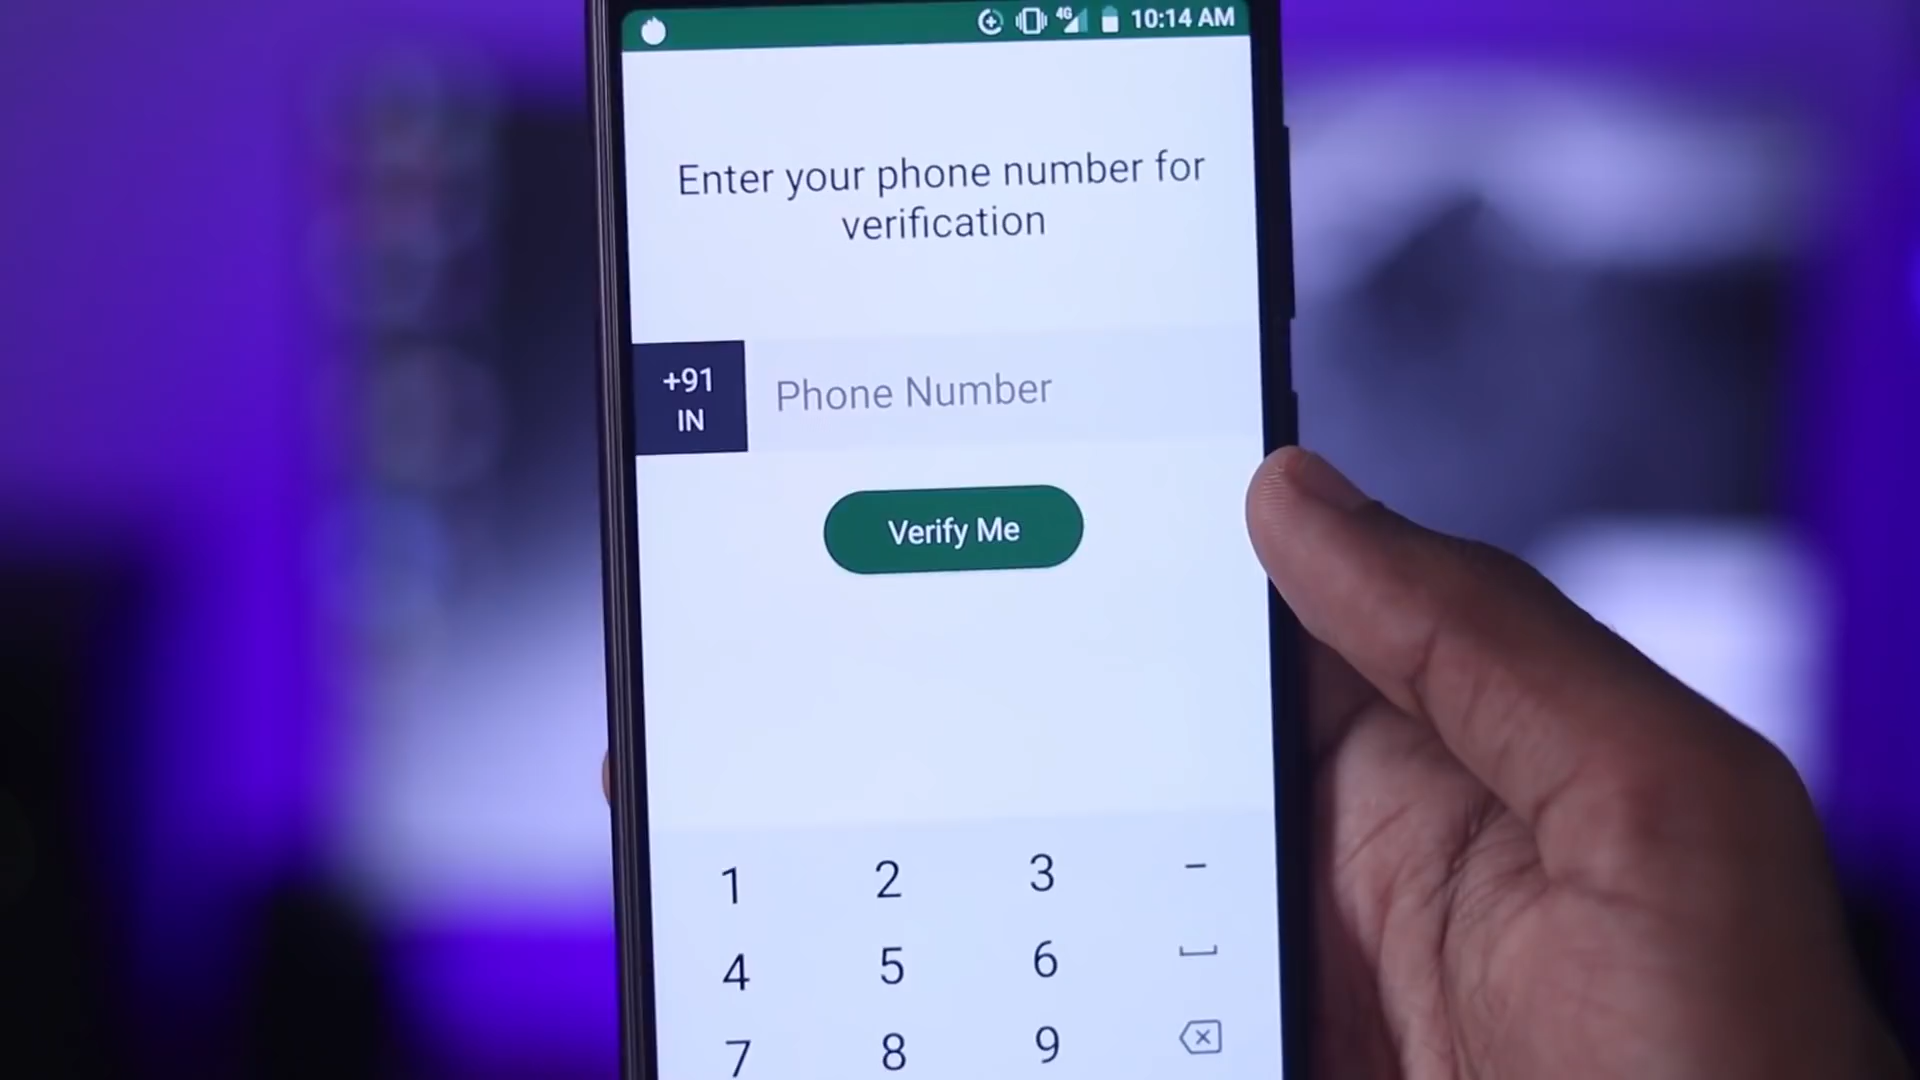 4G 10:14 AM
Enter your phone number for
verification
+91
IN
Phone Number
Verify Me
1 2 3 –
4 5 6
7 8 9